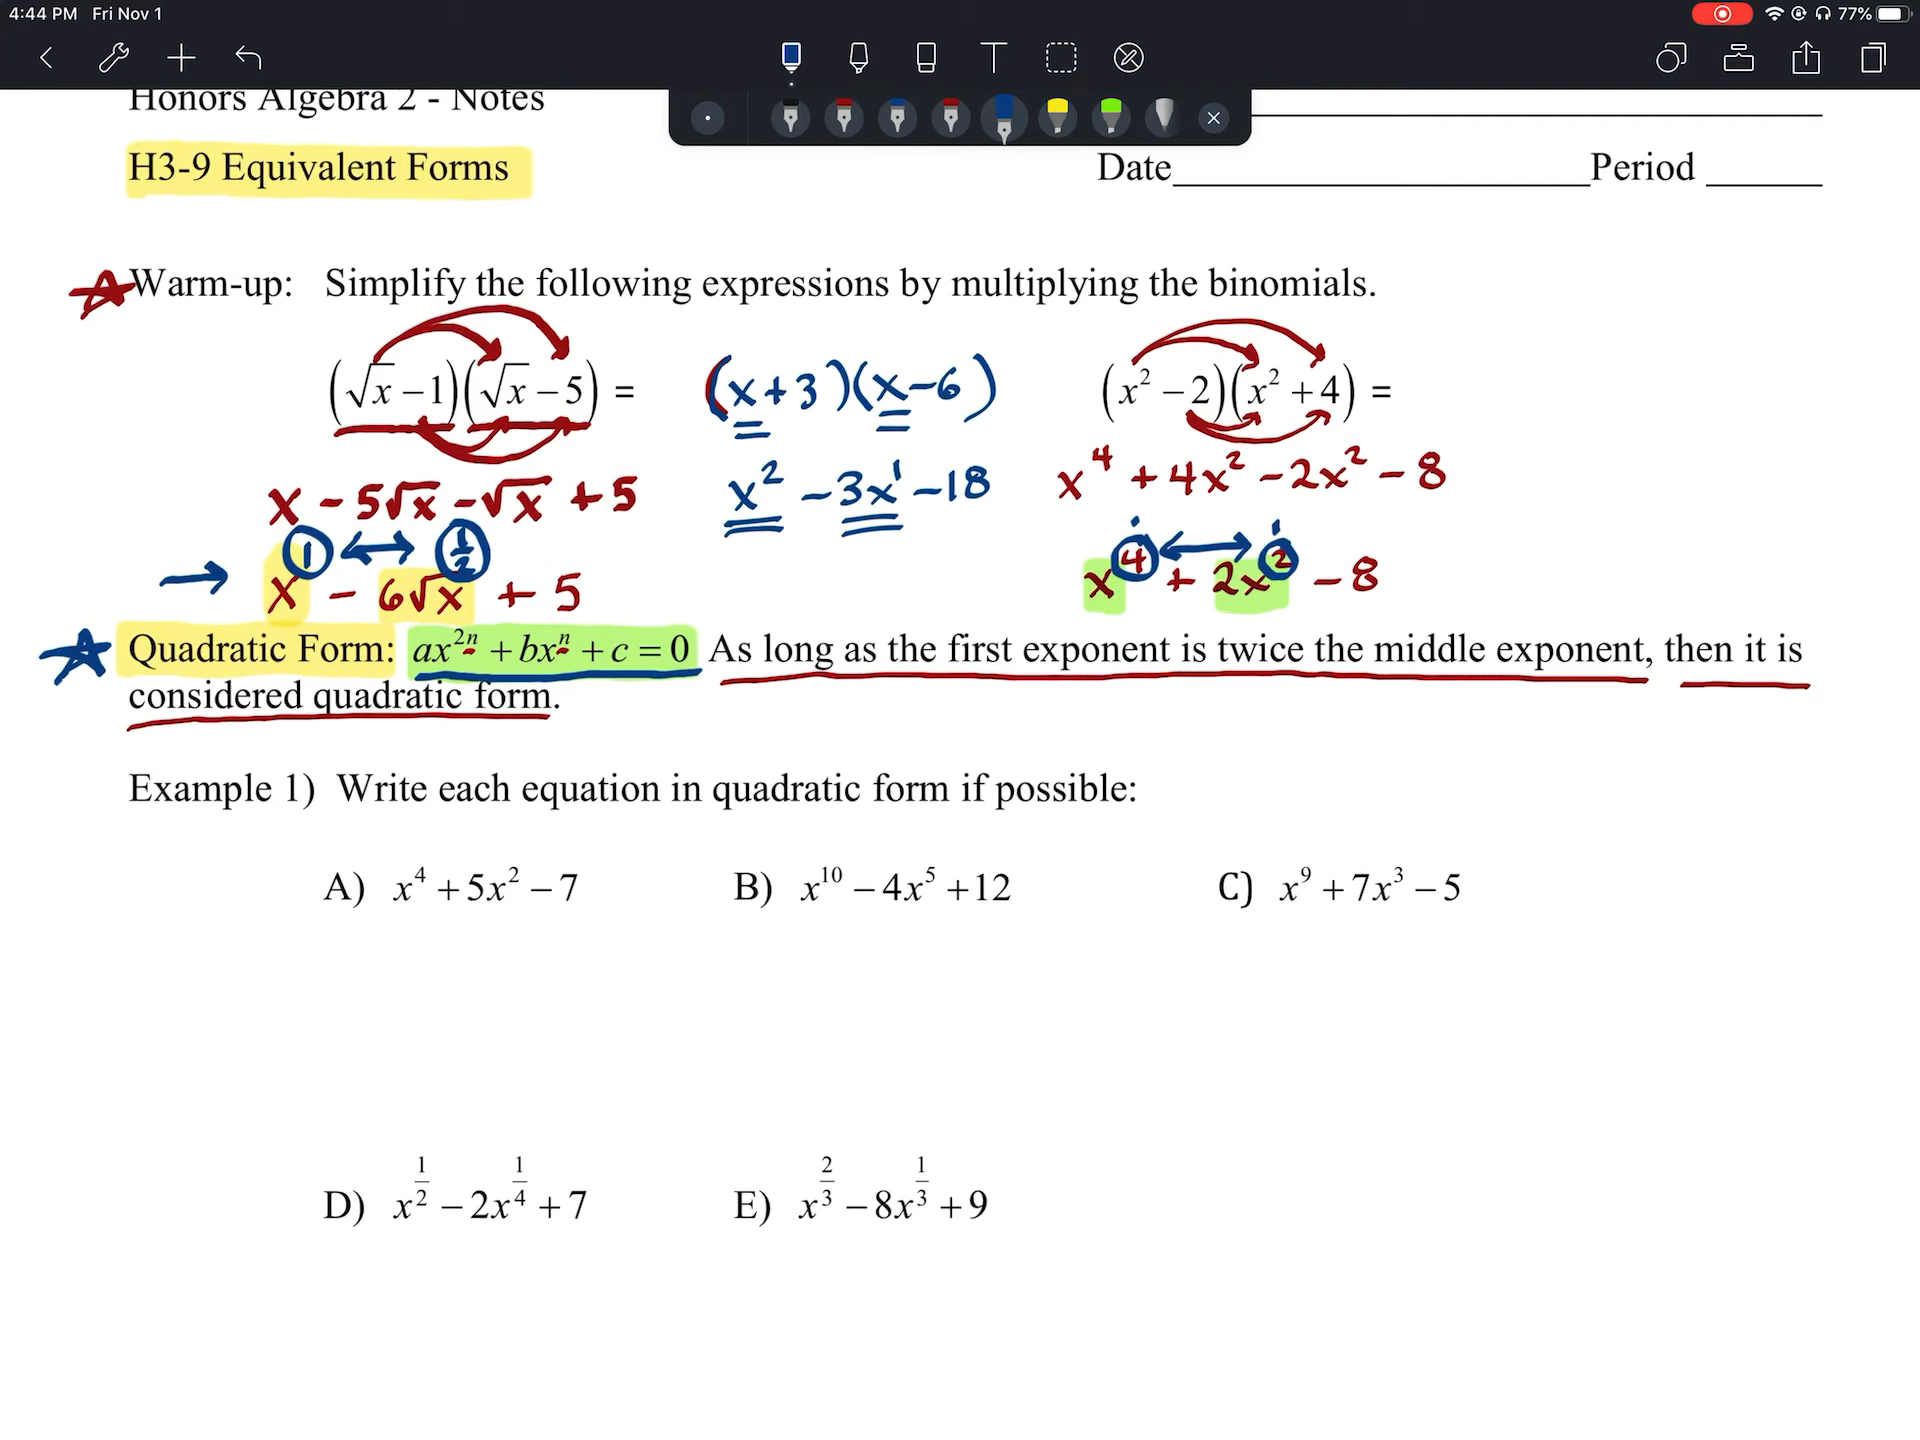 4:44 PM Fri Nov 1 77%
Honors Algebra 2 - Notes
H3-9 Equivalent Forms Date Period
Warm-up: Simplify the following expressions by multiplying the binomials.
(√x − 1)(√x − 5) = (x+3)(x−6) (x² − 2)(x² + 4) =
x − 5√x − √x + 5 x² − 3x¹ − 18 x⁴ + 4x² − 2x² − 8
1 ↔ 1/2
→ x − 6√x + 5 x⁴ + 2x² − 8
Quadratic Form: ax²ⁿ + bxⁿ + c = 0 As long as the first exponent is twice the middle exponent, then it is
considered quadratic form.
Example 1) Write each equation in quadratic form if possible:
A) x⁴ + 5x² − 7 B) x¹⁰ − 4x⁵ + 12 C) x⁹ + 7x³ − 5
D) x^(1/2) − 2x^(1/4) + 7 E) x^(2/3) − 8x^(1/3) + 9